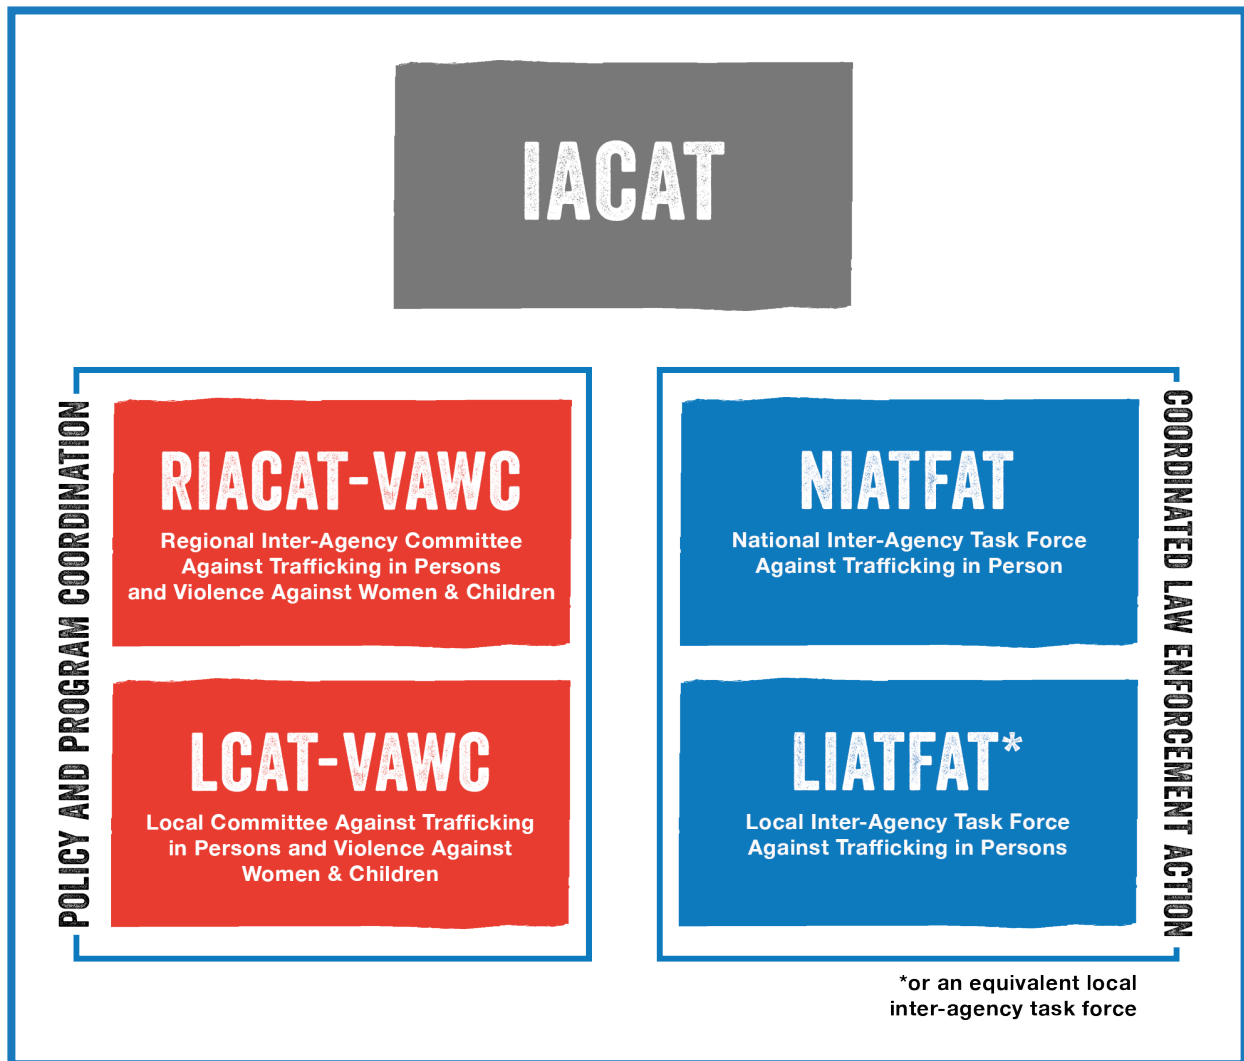 IACAT
POLICY AND PROGRAM COORDINATION
RIACAT-VAWC
Regional Inter-Agency Committee
Against Trafficking in Persons
and Violence Against Women & Children
LCAT-VAWC
Local Committee Against Trafficking
in Persons and Violence Against
Women & Children
NIATFAT
National Inter-Agency Task Force
Against Trafficking in Person
LIATFAT*
Local Inter-Agency Task Force
Against Trafficking in Persons
COORDINATED LAW ENFORCEMENT ACTION
*or an equivalent local
inter-agency task force